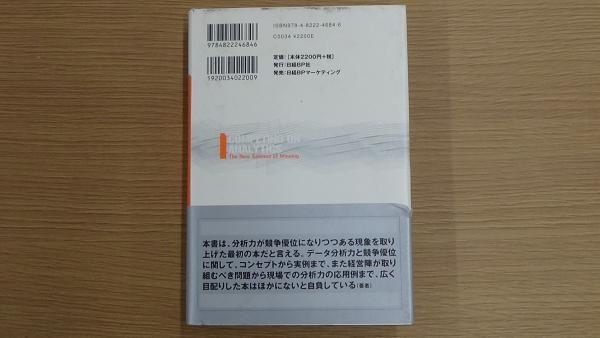 ISBN978-4-8222-4684-6
C0034 ¥2200E
9784822246846
定価:[本体2200円+税]
発行:日経BP社
発売:日経BPマーケティング
1920034022009
COMPETING ON
ANALYTICS
The New Science of Winning
本書は、分析力が競争優位になりつつある現象を取り
上げた最初の本だと言える。データ分析力と競争優位
に関して、コンセプトから実例まで、また経営陣が取り
組むべき問題から現場での分析力の応用例まで、広く
目配りした本はほかにないと自負している(著者)